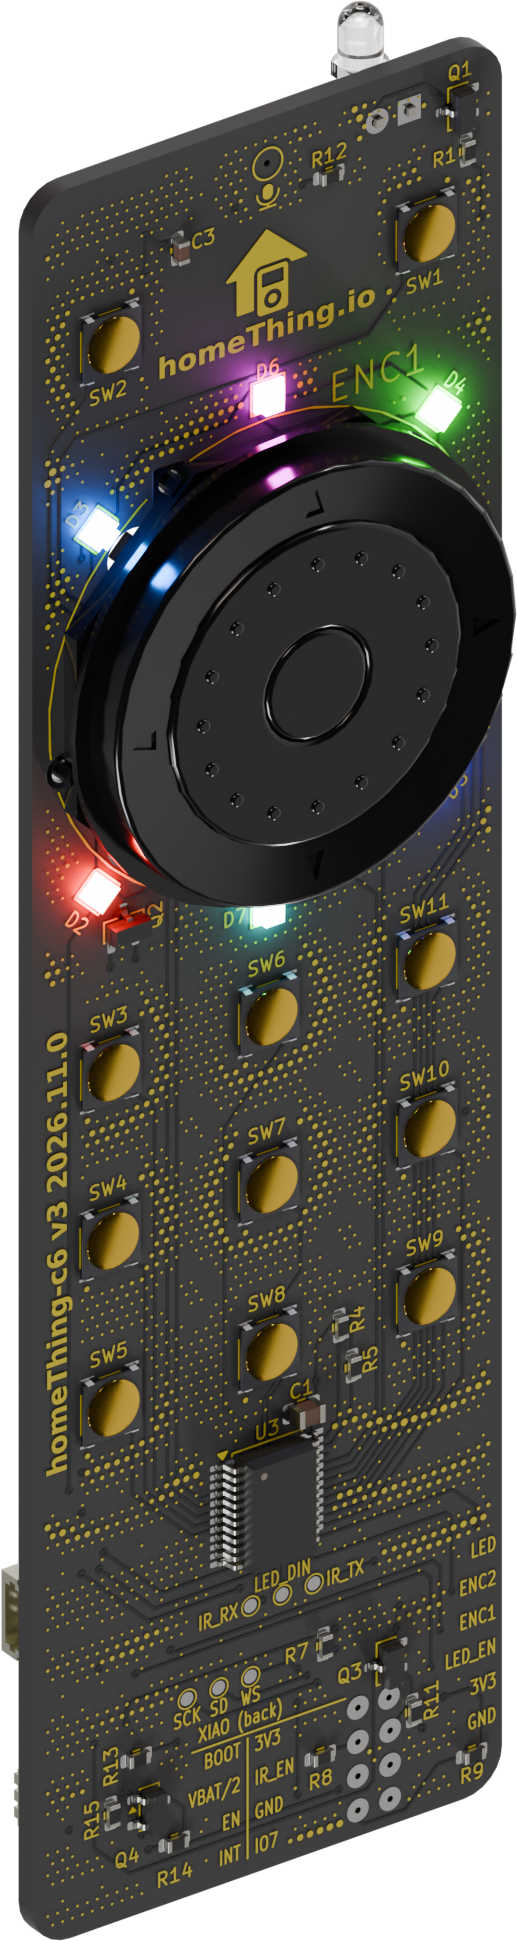 Q1
R12
R1
C3
SW1
homeThing.io
SW2
D6
ENC1
D4
D3
D5
D2
Q2
D7
SW11
SW6
SW3
SW10
SW7
SW4
SW9
SW8
R4
SW5
R5
C1
U3
homeThing-c6 v3 2026.11.0
LED
LED_DIN
IR_TX
ENC2
IR_RX
ENC1
R7
LED_EN
Q3
3V3
SCK SD WS
R11
XIAO (back)
GND
BOOT 3V3
R13
IR_EN
R8
R9
VBAT/2
R15
EN GND
INT IO7
Q4
R14